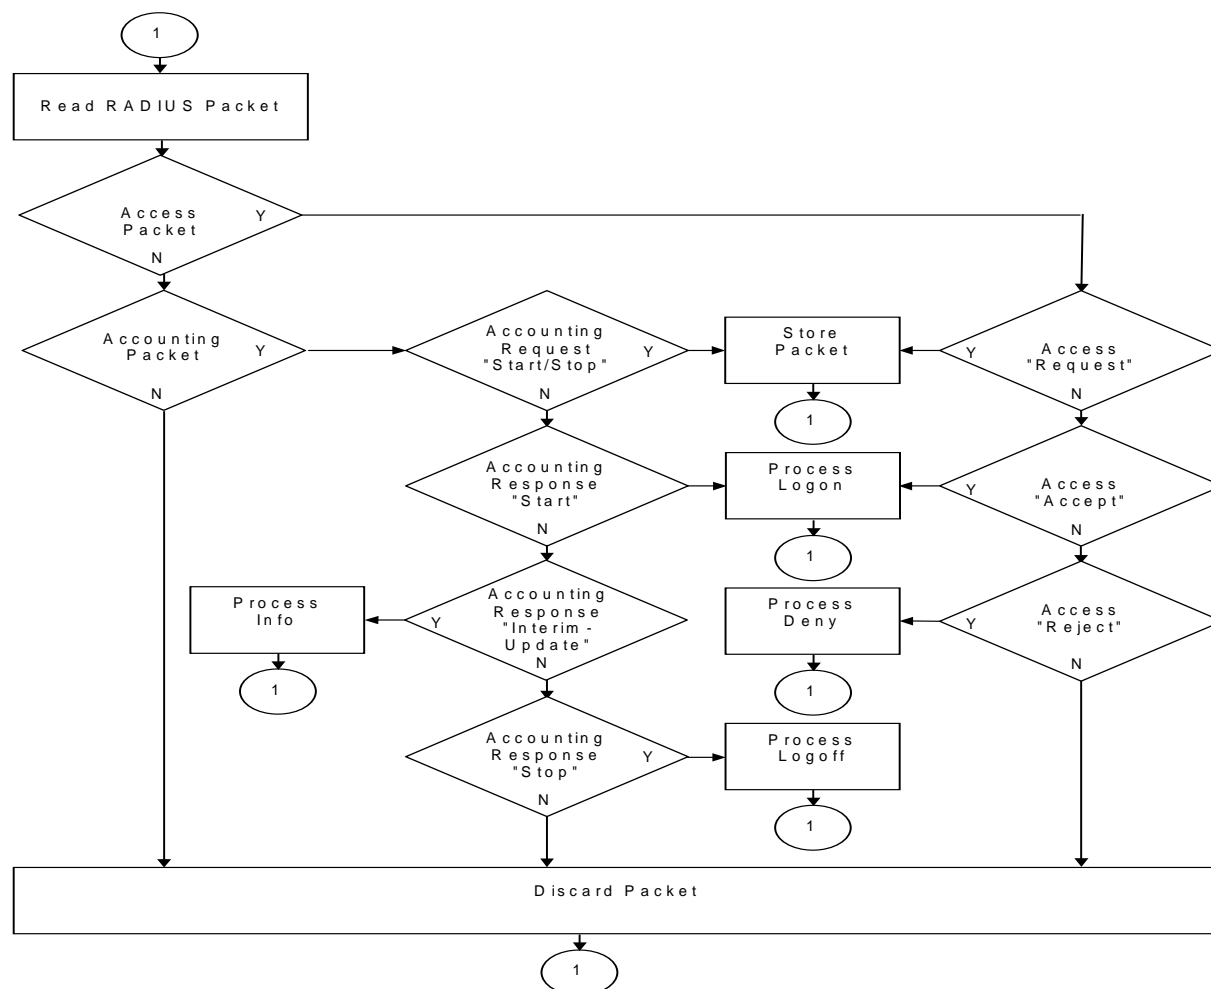 1
Read RADIUS Packet
Access
Packet
Y
N
Accounting
Packet
Y
N
Accounting
Request
"Start/Stop"
Y
N
Store
Packet
1
Y
Access
"Request"
N
Accounting
Response
"Start"
N
Process
Logon
1
Y
Access
"Accept"
N
Process
Info
1
Accounting
Response
"Interim-
Update"
Y
N
Process
Deny
1
Y
Access
"Reject"
N
Accounting
Response
"Stop"
Y
N
Process
Logoff
1
Discard Packet
1